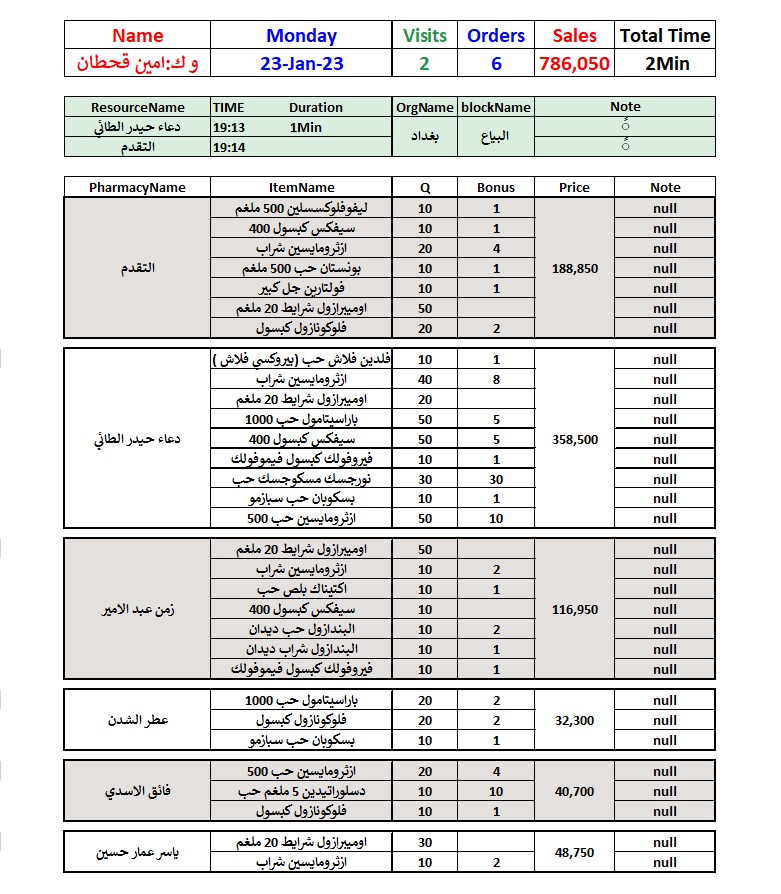 Name Monday Visits Orders Sales Total Time
و ك:امين قحطان 23-Jan-23 2 6 786,050 2Min
ResourceName TIME Duration OrgName blockName Note
دعاء حيدر الطائي 19:13 1Min بغداد البياع
التقدم 19:14
PharmacyName ItemName Q Bonus Price Note
التقدم 188,850
ليفوفلوكسسلين 500 ملغم 10 1 null
سيفكس كبسول 400 10 1 null
ازثرومايسين شراب 20 4 null
بونستان حب 500 ملغم 10 1 null
فولتارين جل كبير 10 1 null
اوميبرازول شرايط 20 ملغم 50 null
فلوكونازول كبسول 20 2 null
دعاء حيدر الطائي 358,500
فلدين فلاش حب (بيروكسي فلاش ) 10 1 null
ازثرومايسين شراب 40 8 null
اوميبرازول شرايط 20 ملغم 20 null
باراسيتامول حب 1000 50 5 null
سيفكس كبسول 400 50 5 null
فيروفولك كبسول فيموفولك 10 1 null
نورجسك مسكوجسك حب 30 30 null
بسكوبان حب سبازمو 10 1 null
ازثرومايسين حب 500 50 10 null
زمن عبد الامير 116,950
اوميبرازول شرايط 20 ملغم 50 null
ازثرومايسين شراب 10 2 null
اكتيناك بلص حب 10 1 null
سيفكس كبسول 400 10 null
البندازول حب ديدان 10 2 null
البندازول شراب ديدان 10 1 null
فيروفولك كبسول فيموفولك 10 1 null
عطر الشدن 32,300
باراسيتامول حب 1000 20 2 null
فلوكونازول كبسول 20 2 null
بسكوبان حب سبازمو 10 1 null
فائق الاسدي 40,700
ازثرومايسين حب 500 20 4 null
دسلوراتيدين 5 ملغم حب 10 10 null
فلوكونازول كبسول 10 1 null
ياسر عمار حسين 48,750
اوميبرازول شرايط 20 ملغم 30 null
ازثرومايسين شراب 10 2 null